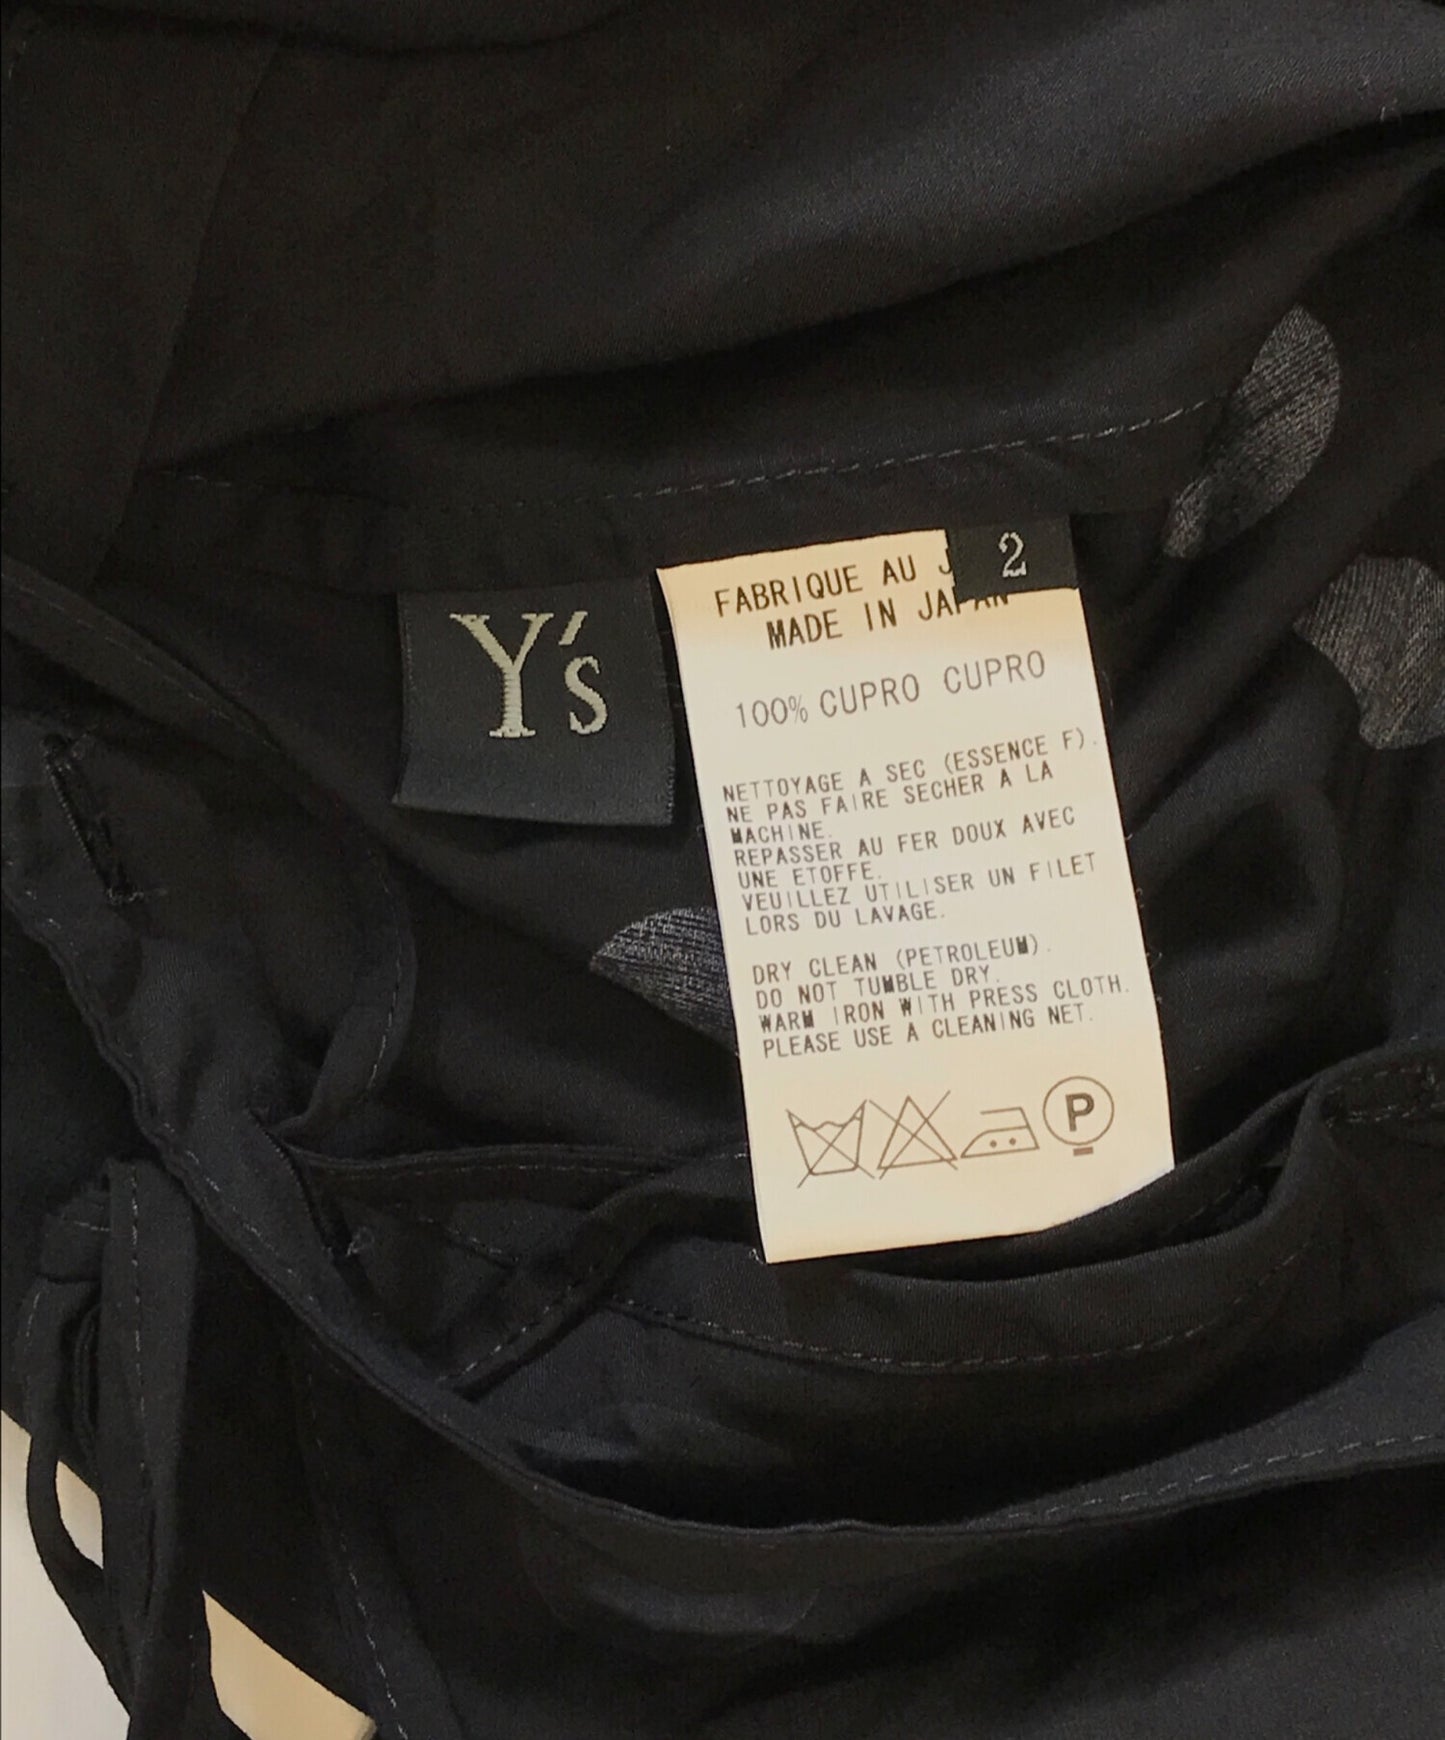 Y's
2
FABRIQUE AU
MADE IN JAPAN
100% CUPRO CUPRO
NETTOYAGE A SEC (ESSENCE F).
NE PAS FAIRE SECHER A LA
MACHINE.
REPASSER AU FER DOUX AVEC
UNE ETOFFE.
VEUILLEZ UTILISER UN FILET
LORS DU LAVAGE.
DRY CLEAN (PETROLEUM).
DO NOT TUMBLE DRY.
WARM IRON WITH PRESS CLOTH.
PLEASE USE A CLEANING NET.
P